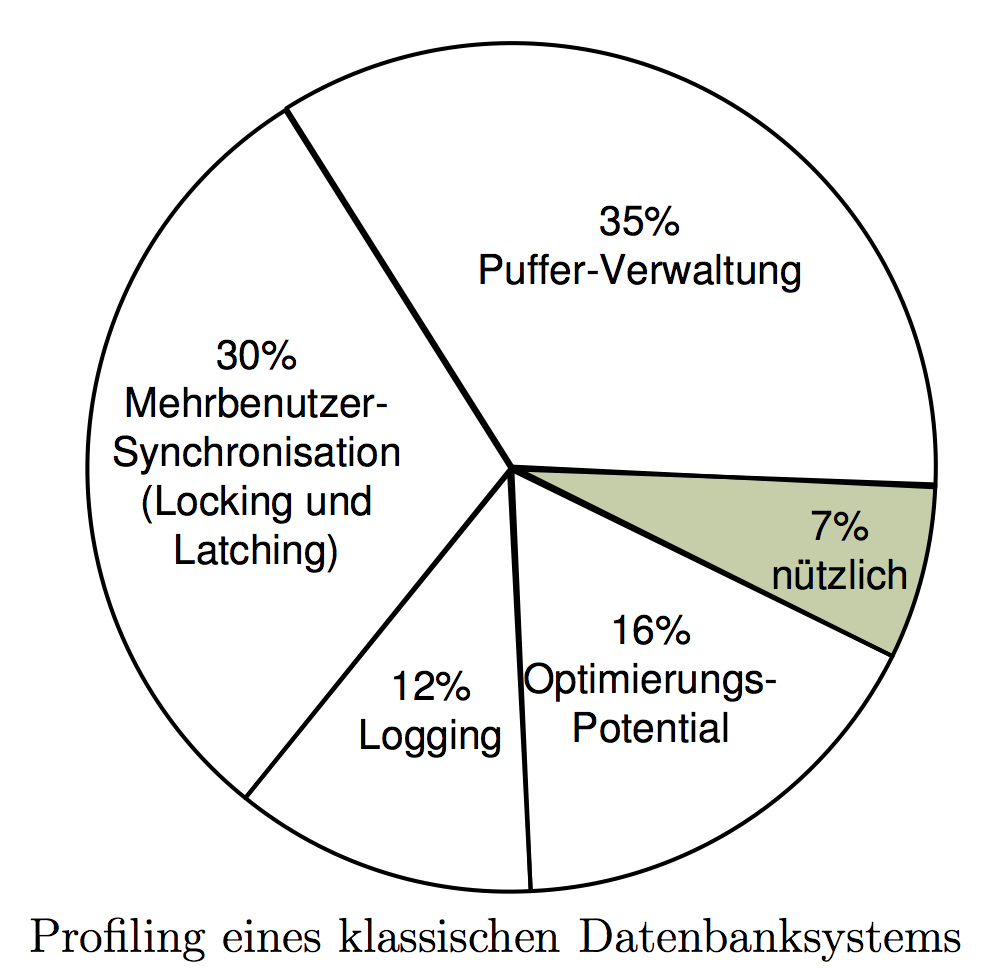 35%
Puffer-Verwaltung
30%
Mehrbenutzer-
Synchronisation
(Locking und
Latching)
7%
nützlich
16%
Optimierungs-
Potential
12%
Logging
Profiling eines klassischen Datenbanksystems